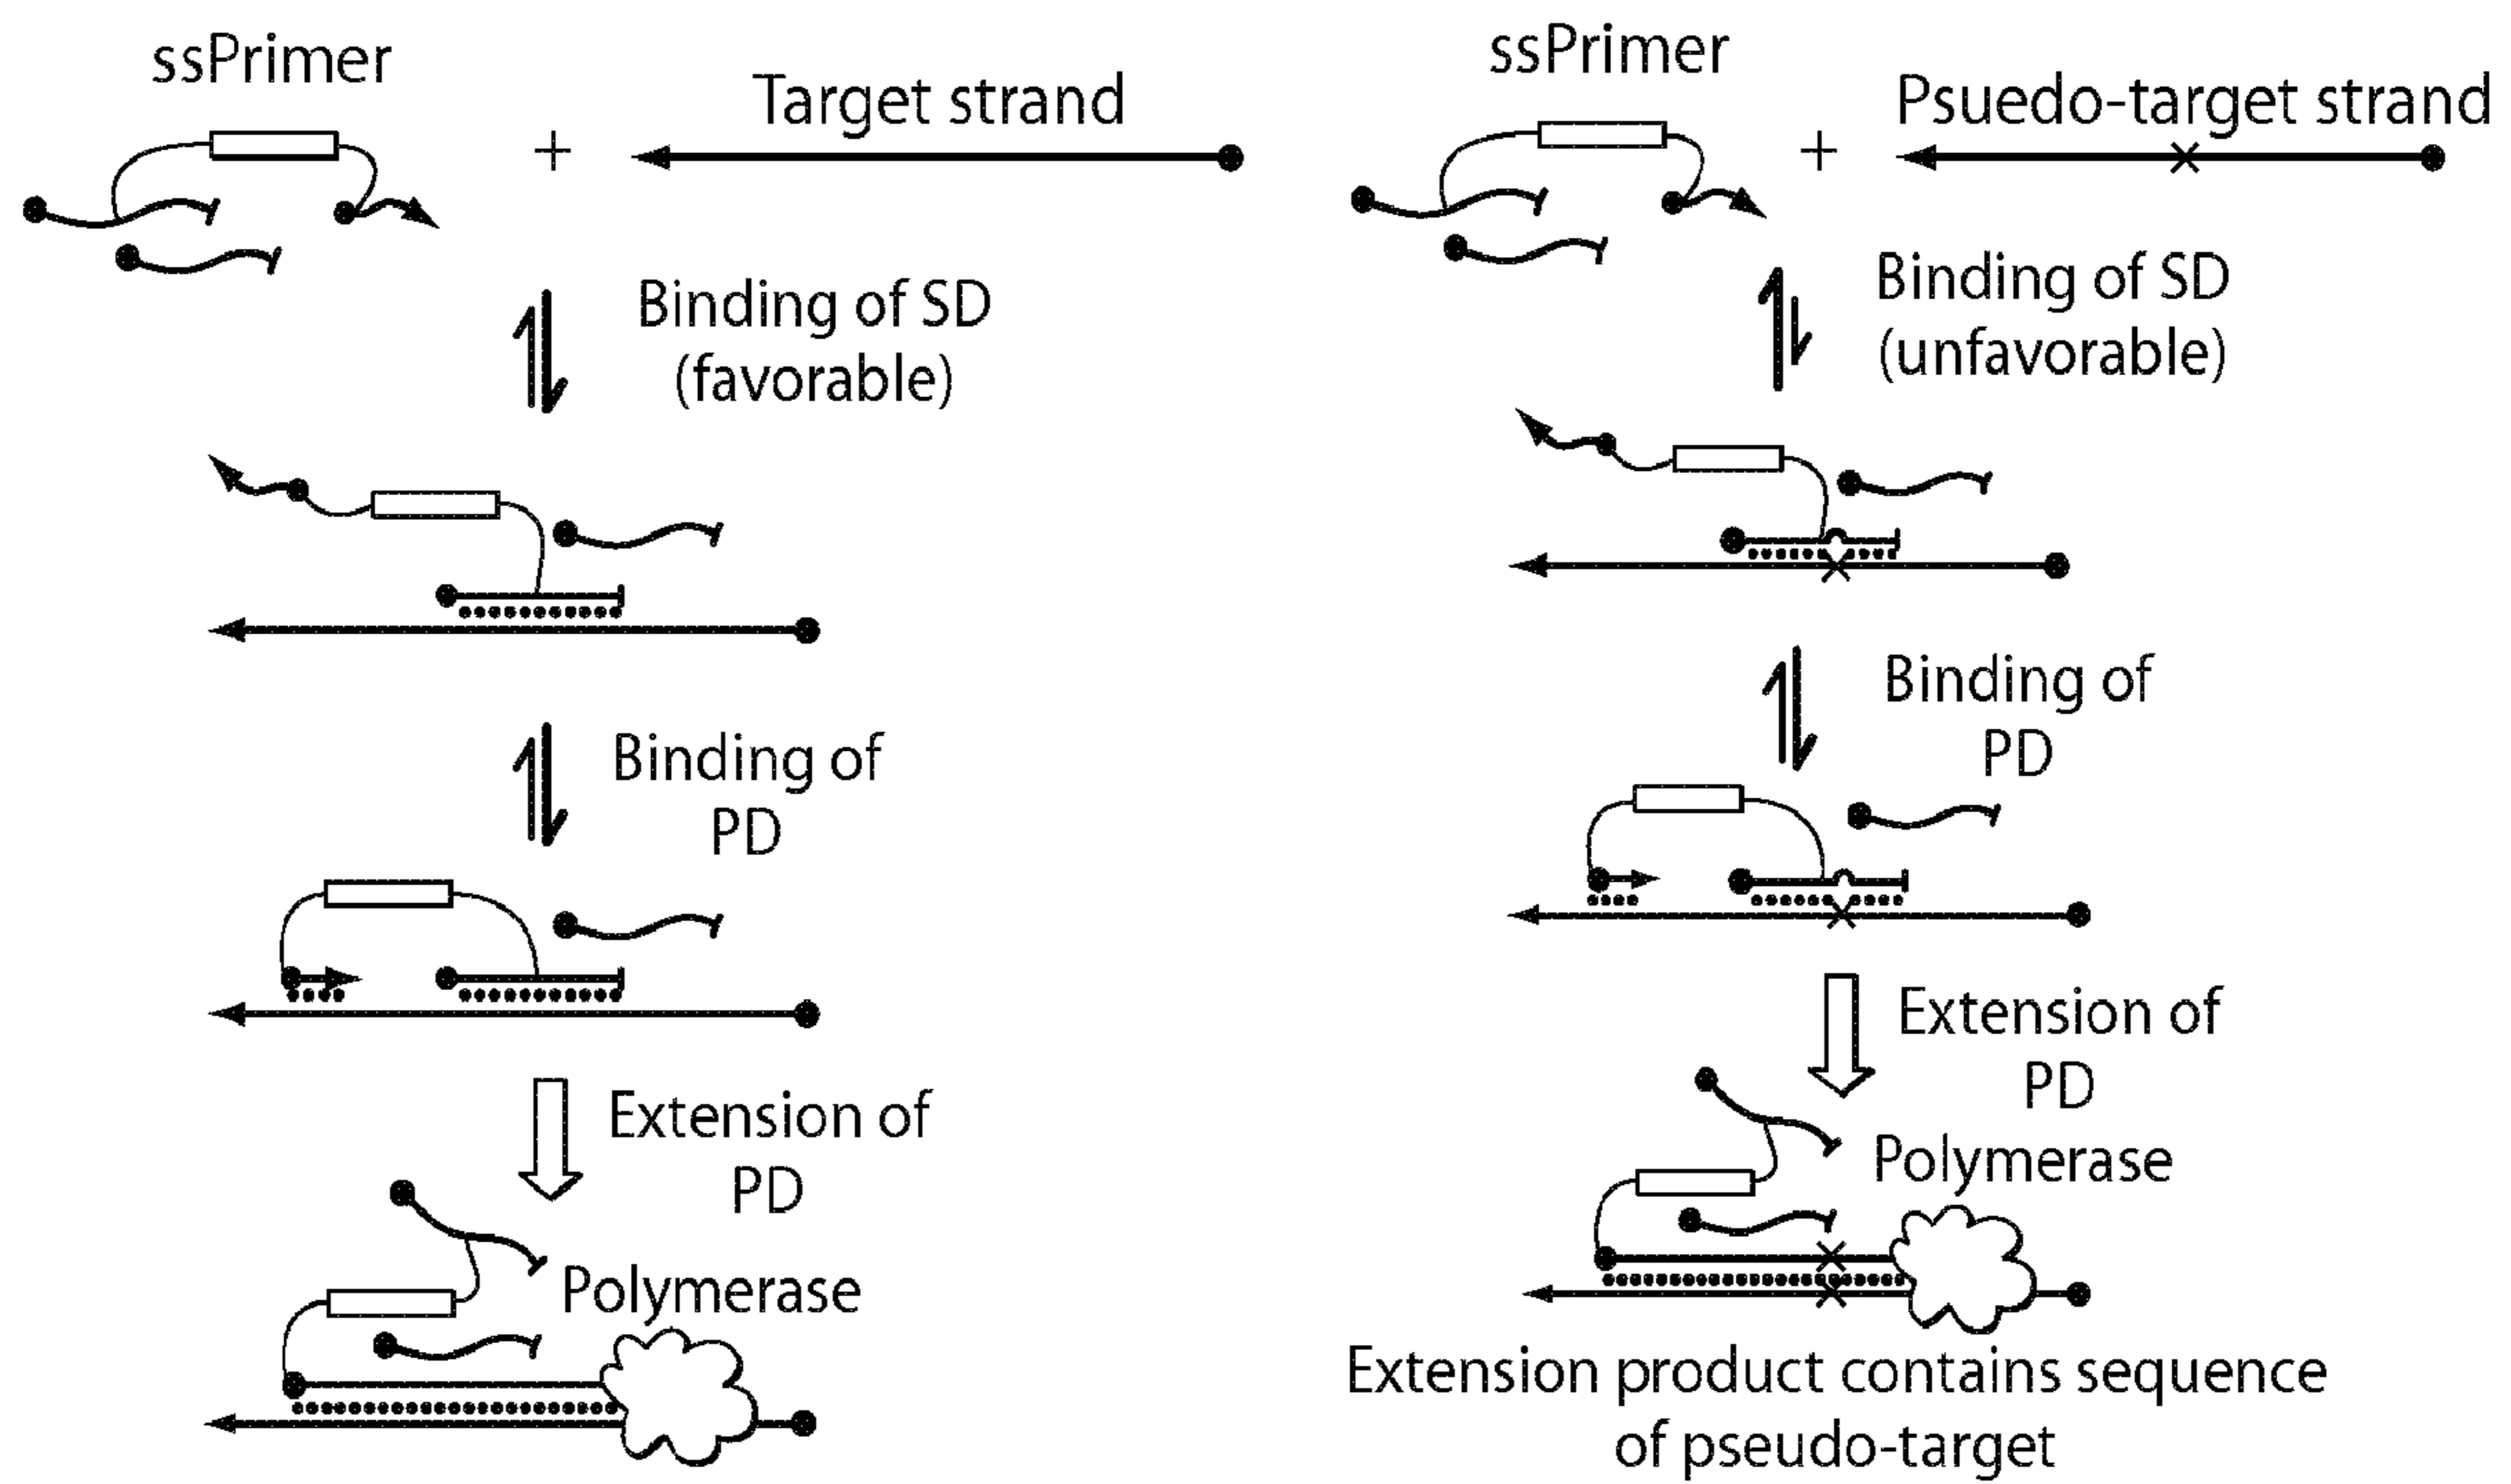 ssPrimer
+
Target strand
Binding of SD
(favorable)
Binding of
PD
Extension of
PD
Polymerase
ssPrimer
+
Psuedo-target strand
Binding of SD
(unfavorable)
Binding of
PD
Extension of
PD
Polymerase
Extension product contains sequence
of pseudo-target